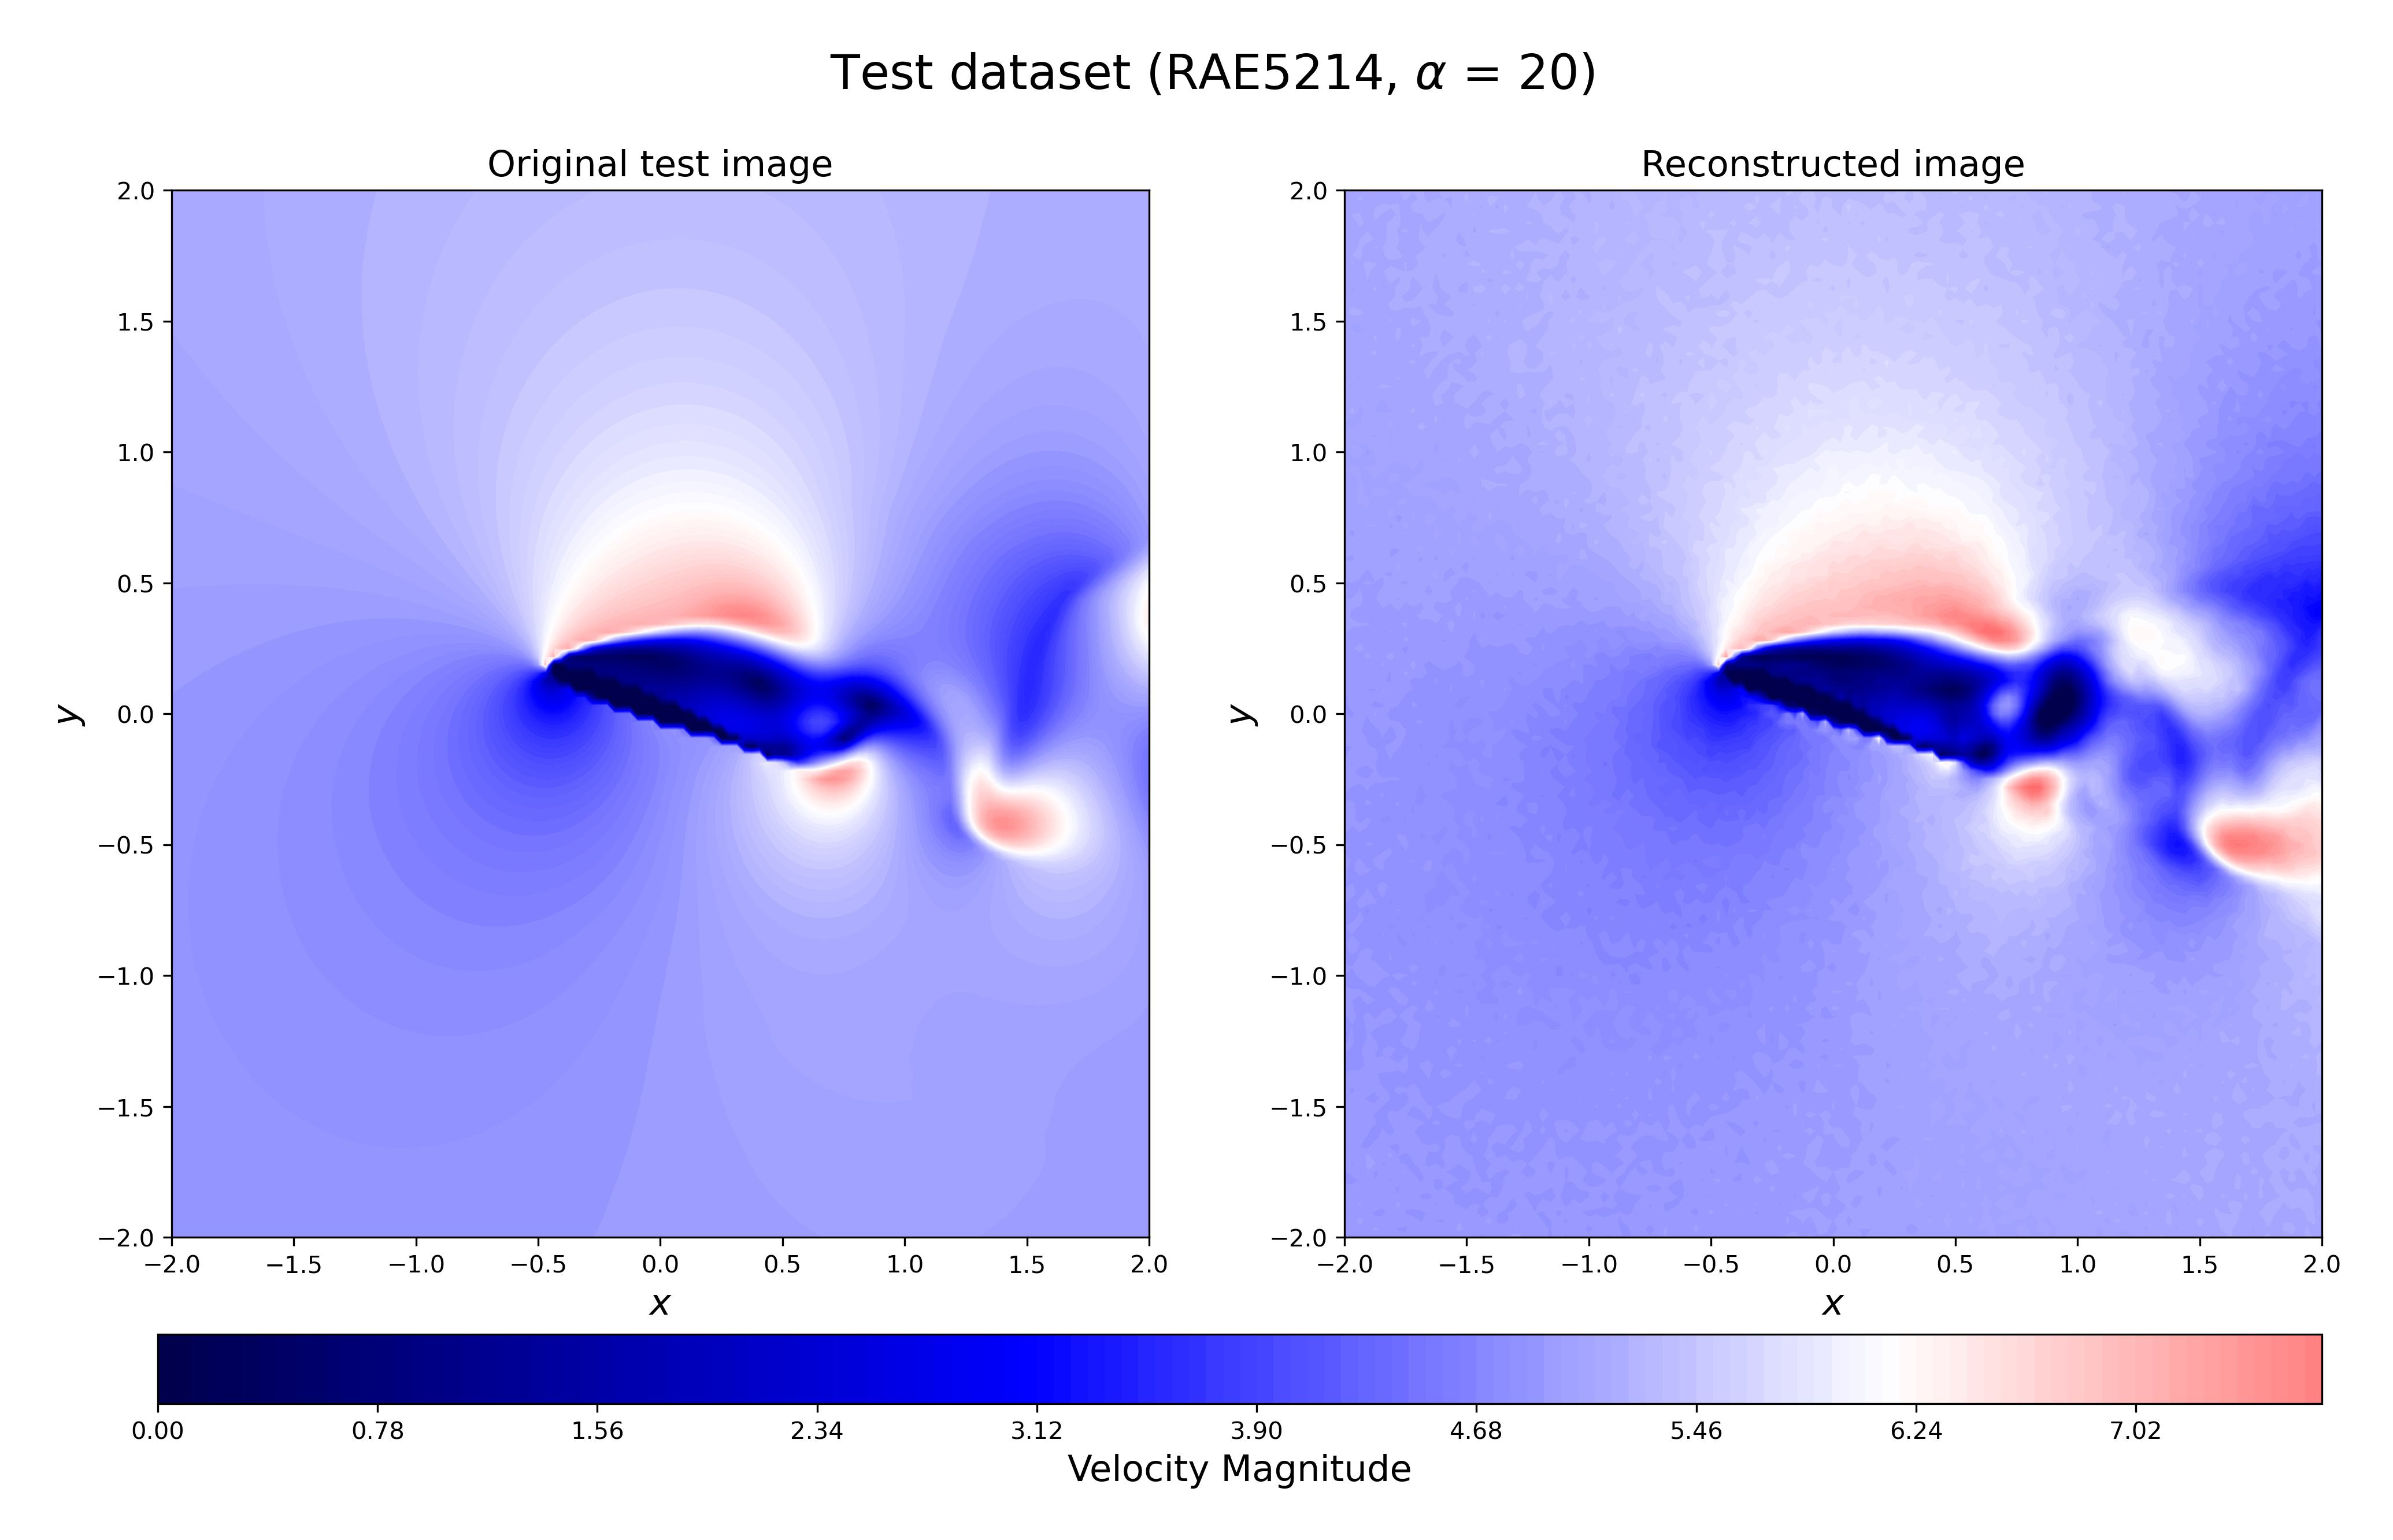 Test dataset (RAE5214, α = 20)
Original test image
Reconstructed image
2.0
1.5
1.0
0.5
0.0
−0.5
−1.0
−1.5
−2.0
y
−2.0 −1.5 −1.0 −0.5 0.0 0.5 1.0 1.5 2.0
x
2.0
1.5
1.0
0.5
0.0
−0.5
−1.0
−1.5
−2.0
y
−2.0 −1.5 −1.0 −0.5 0.0 0.5 1.0 1.5 2.0
x
0.00 0.78 1.56 2.34 3.12 3.90 4.68 5.46 6.24 7.02
Velocity Magnitude